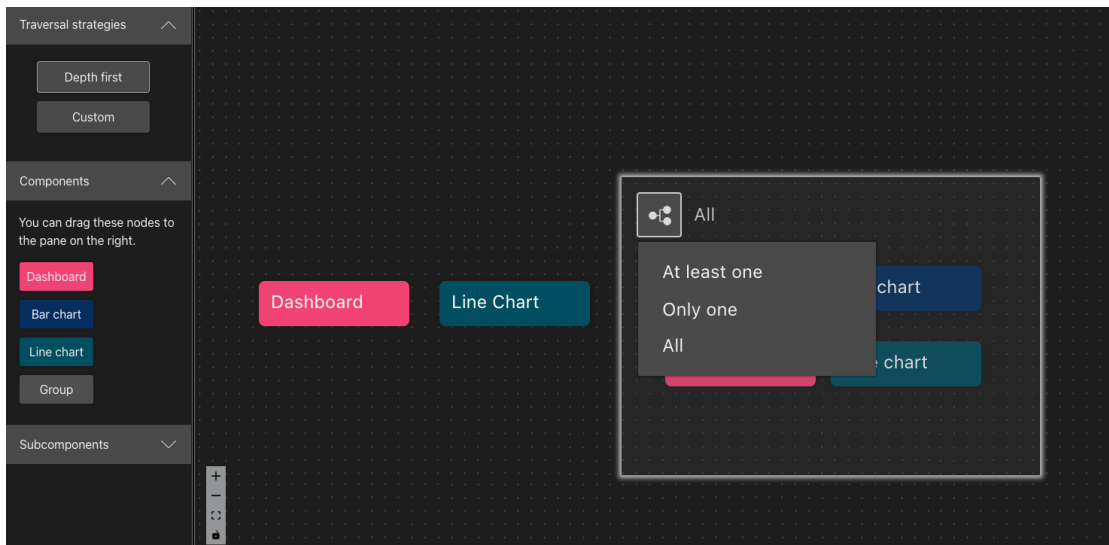 Traversal strategies
Depth first
Custom
Components
You can drag these nodes to
the pane on the right.
Dashboard
Bar chart
Line chart
Group
Subcomponents
Dashboard
Line Chart
All
At least one
Only one
All
chart
chart